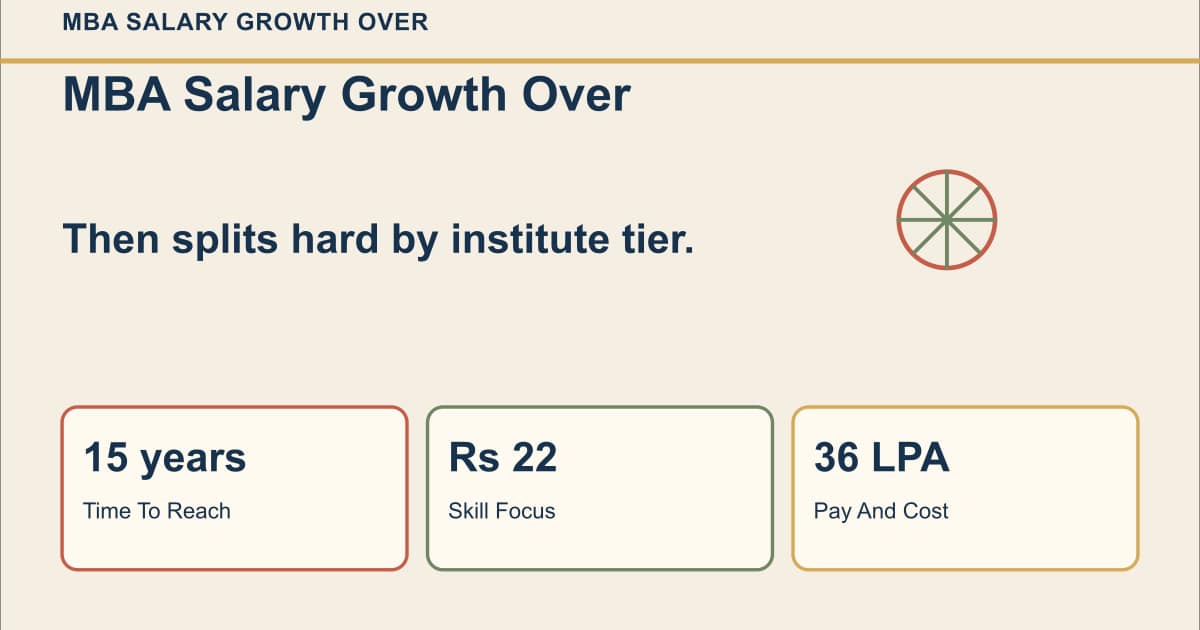 MBA SALARY GROWTH OVER
MBA Salary Growth Over
Then splits hard by institute tier.
15 years
Time To Reach
Rs 22
Skill Focus
36 LPA
Pay And Cost